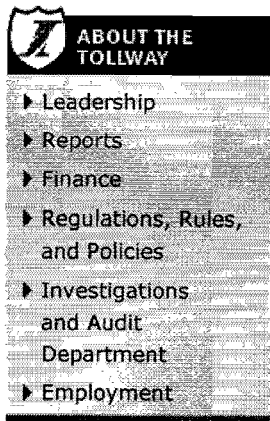 ABOUT THE
TOLLWAY
Leadership
Reports
Finance
Regulations, Rules,
and Policies
Investigations
and Audit
Department
Employment